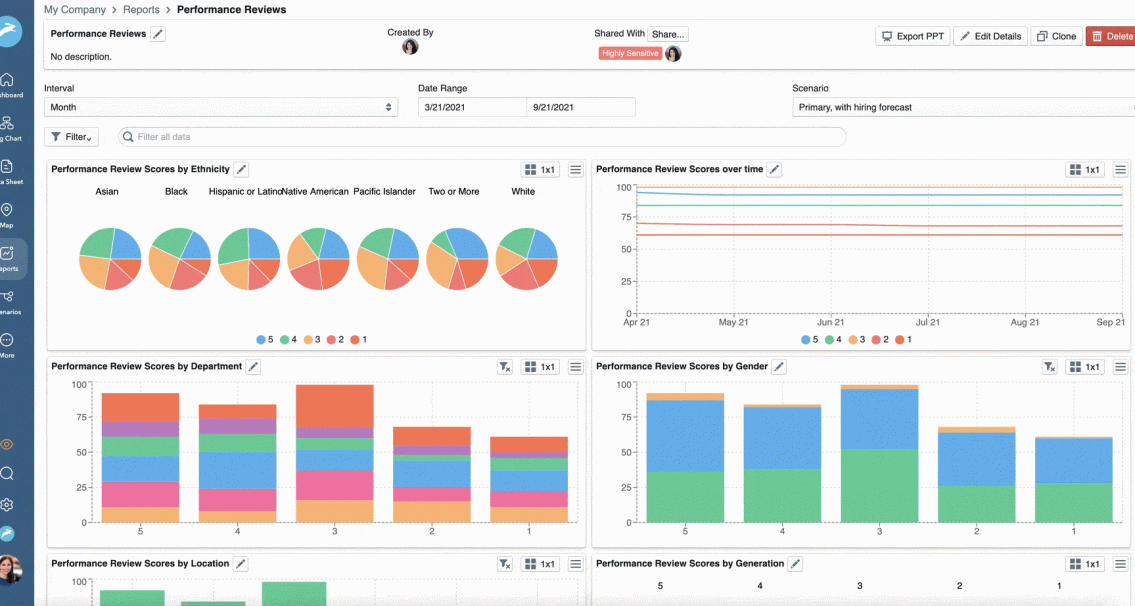 My Company > Reports > Performance Reviews
Performance Reviews
No description.
Created By
Shared With Share...
Highly Sensitive
Export PPT
Edit Details
Clone
Delete
Interval
Month
Date Range
3/21/2021 9/21/2021
Scenario
Primary, with hiring forecast
Filter
Filter all data
shboard
g Chart
a Sheet
Map
eports
enarios
More
Performance Review Scores by Ethnicity
1x1
Asian Black Hispanic or Latino Native American Pacific Islander Two or More White
5 4 3 2 1
Performance Review Scores over time
1x1
100
75
50
25
0
Apr 21 May 21 Jun 21 Jul 21 Aug 21 Sep 21
5 4 3 2 1
Performance Review Scores by Department
1x1
100
75
50
25
0
5 4 3 2 1
Performance Review Scores by Gender
1x1
100
75
50
25
0
5 4 3 2 1
Performance Review Scores by Location
1x1
100
Performance Review Scores by Generation
1x1
5 4 3 2 1